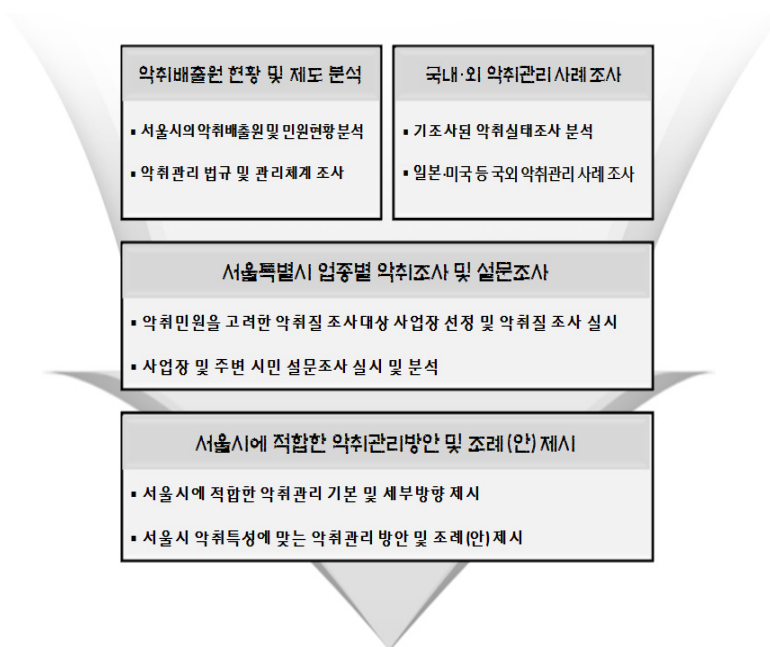 악취배출원 현황 및 제도 분석
▪ 서울시의 악취배출원 및 민원현황 분석
▪ 악취관리 법규 및 관리체계 조사
국내·외 악취관리 사례 조사
▪ 기조사된 악취실태조사 분석
▪ 일본·미국 등 국외 악취관리 사례 조사
서울특별시 업종별 악취조사 및 설문조사
▪ 악취민원을 고려한 악취질 조사대상 사업장 선정 및 악취질 조사 실시
▪ 사업장 및 주변 시민 설문조사 실시 및 분석
서울시에 적합한 악취관리방안 및 조례(안) 제시
▪ 서울시에 적합한 악취관리 기본 및 세부방향 제시
▪ 서울시 악취특성에 맞는 악취관리 방안 및 조례(안) 제시